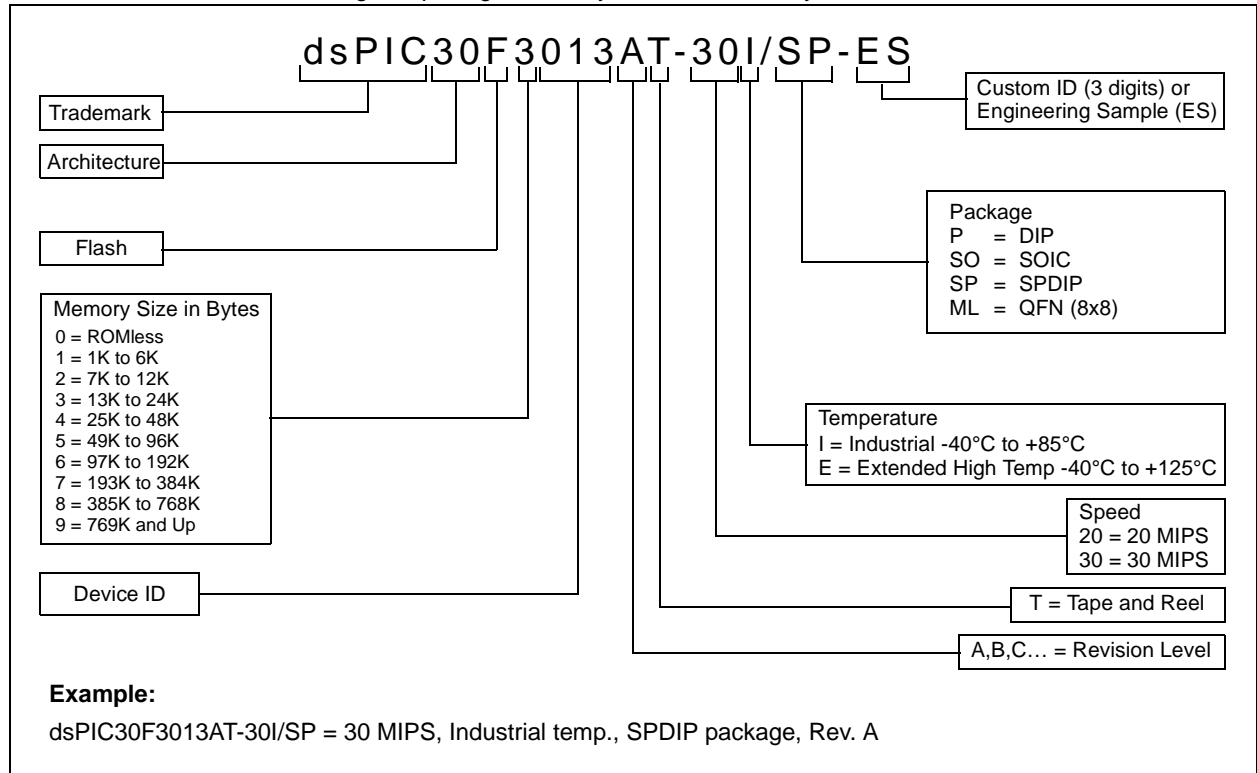 dsPIC30F3013AT-30I/SP-ES
Trademark
Architecture
Flash
Memory Size in Bytes
0 = ROMless
1 = 1K to 6K
2 = 7K to 12K
3 = 13K to 24K
4 = 25K to 48K
5 = 49K to 96K
6 = 97K to 192K
7 = 193K to 384K
8 = 385K to 768K
9 = 769K and Up
Device ID
Custom ID (3 digits) or
Engineering Sample (ES)
Package
P = DIP
SO = SOIC
SP = SPDIP
ML = QFN (8x8)
Temperature
I = Industrial -40°C to +85°C
E = Extended High Temp -40°C to +125°C
Speed
20 = 20 MIPS
30 = 30 MIPS
T = Tape and Reel
A,B,C… = Revision Level
Example:
dsPIC30F3013AT-30I/SP = 30 MIPS, Industrial temp., SPDIP package, Rev. A